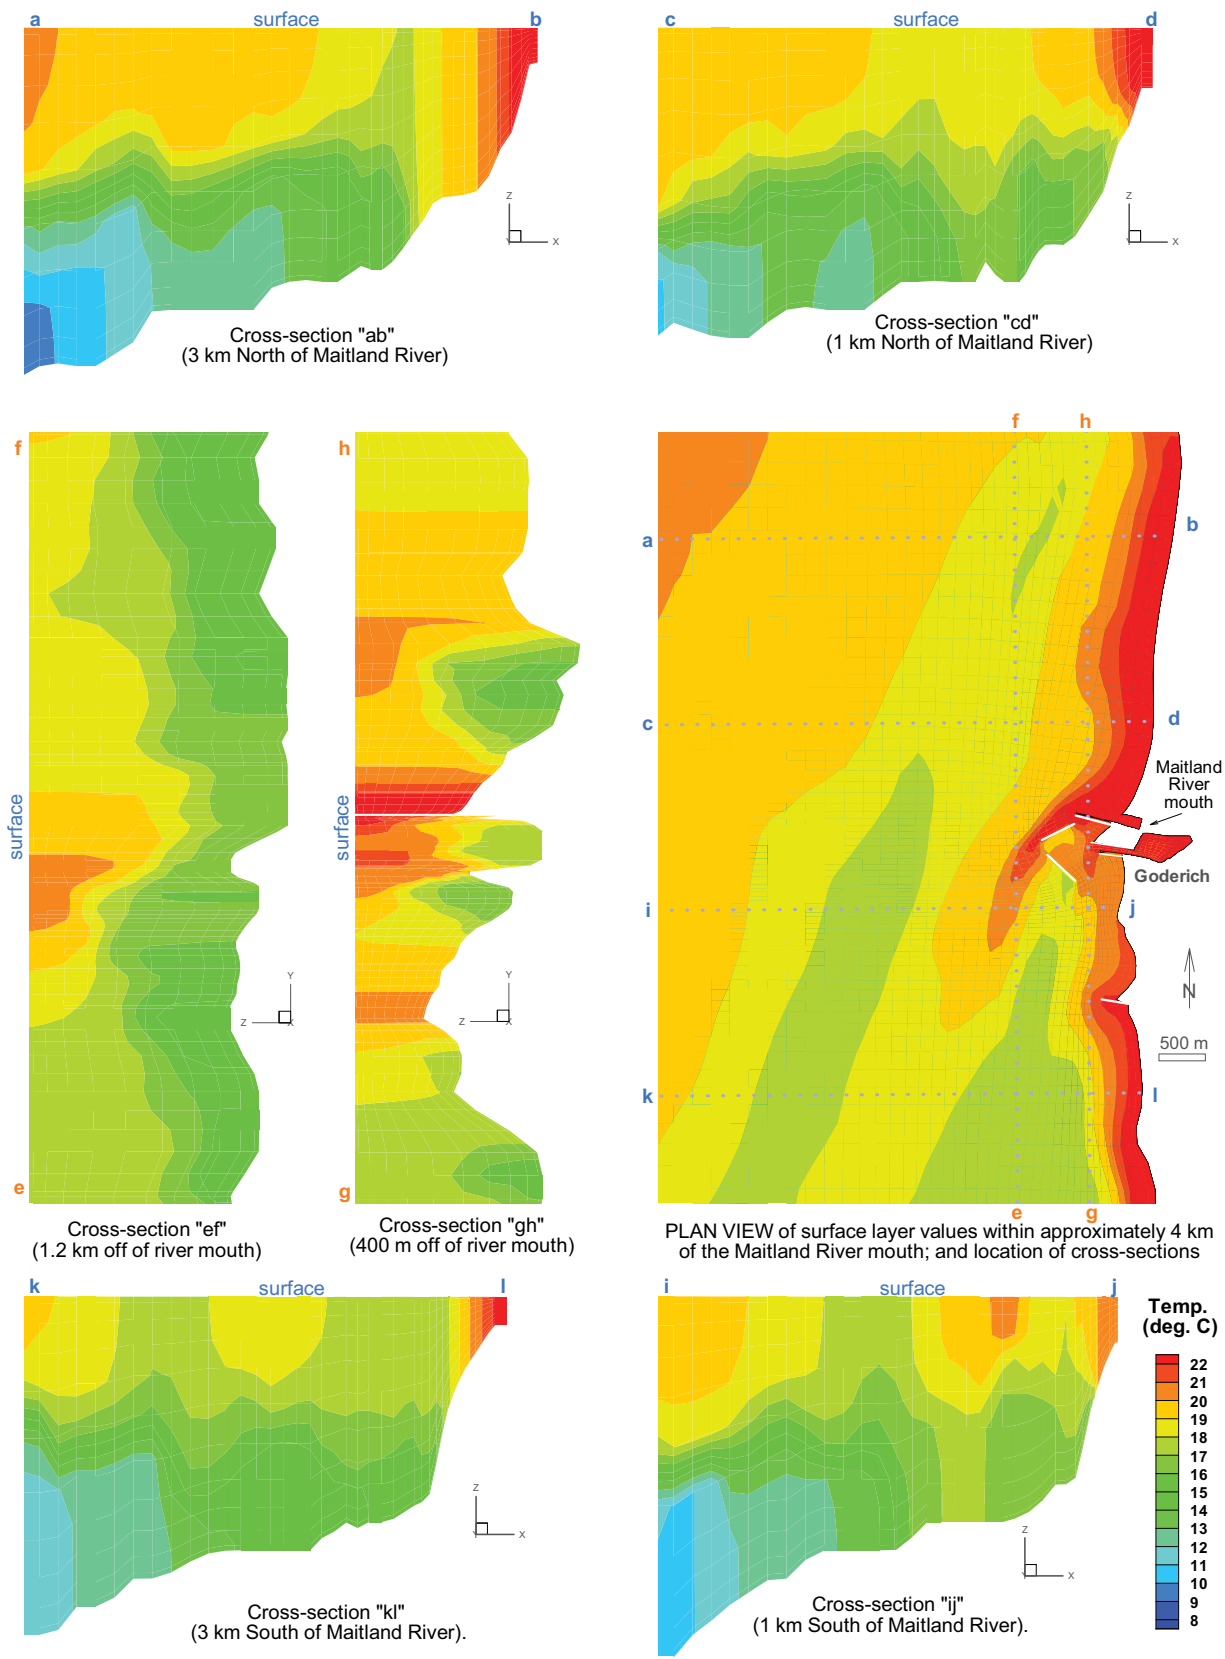 a surface b
z
Y x
Cross-section "ab"
(3 km North of Maitland River)
c surface d
z
Y x
Cross-section "cd"
(1 km North of Maitland River)
f
surface
e
Y
Z X
Cross-section "ef"
(1.2 km off of river mouth)
h
surface
g
Y
Z X
Cross-section "gh"
(400 m off of river mouth)
f h
a b
c d
Maitland
River
mouth
Goderich
i j
N
500 m
k l
e g
PLAN VIEW of surface layer values within approximately 4 km
of the Maitland River mouth; and location of cross-sections
k surface l
z
Y x
Cross-section "kl"
(3 km South of Maitland River).
i surface j
z
Y x
Cross-section "ij"
(1 km South of Maitland River).
Temp.
(deg. C)
22
21
20
19
18
17
16
15
14
13
12
11
10
9
8